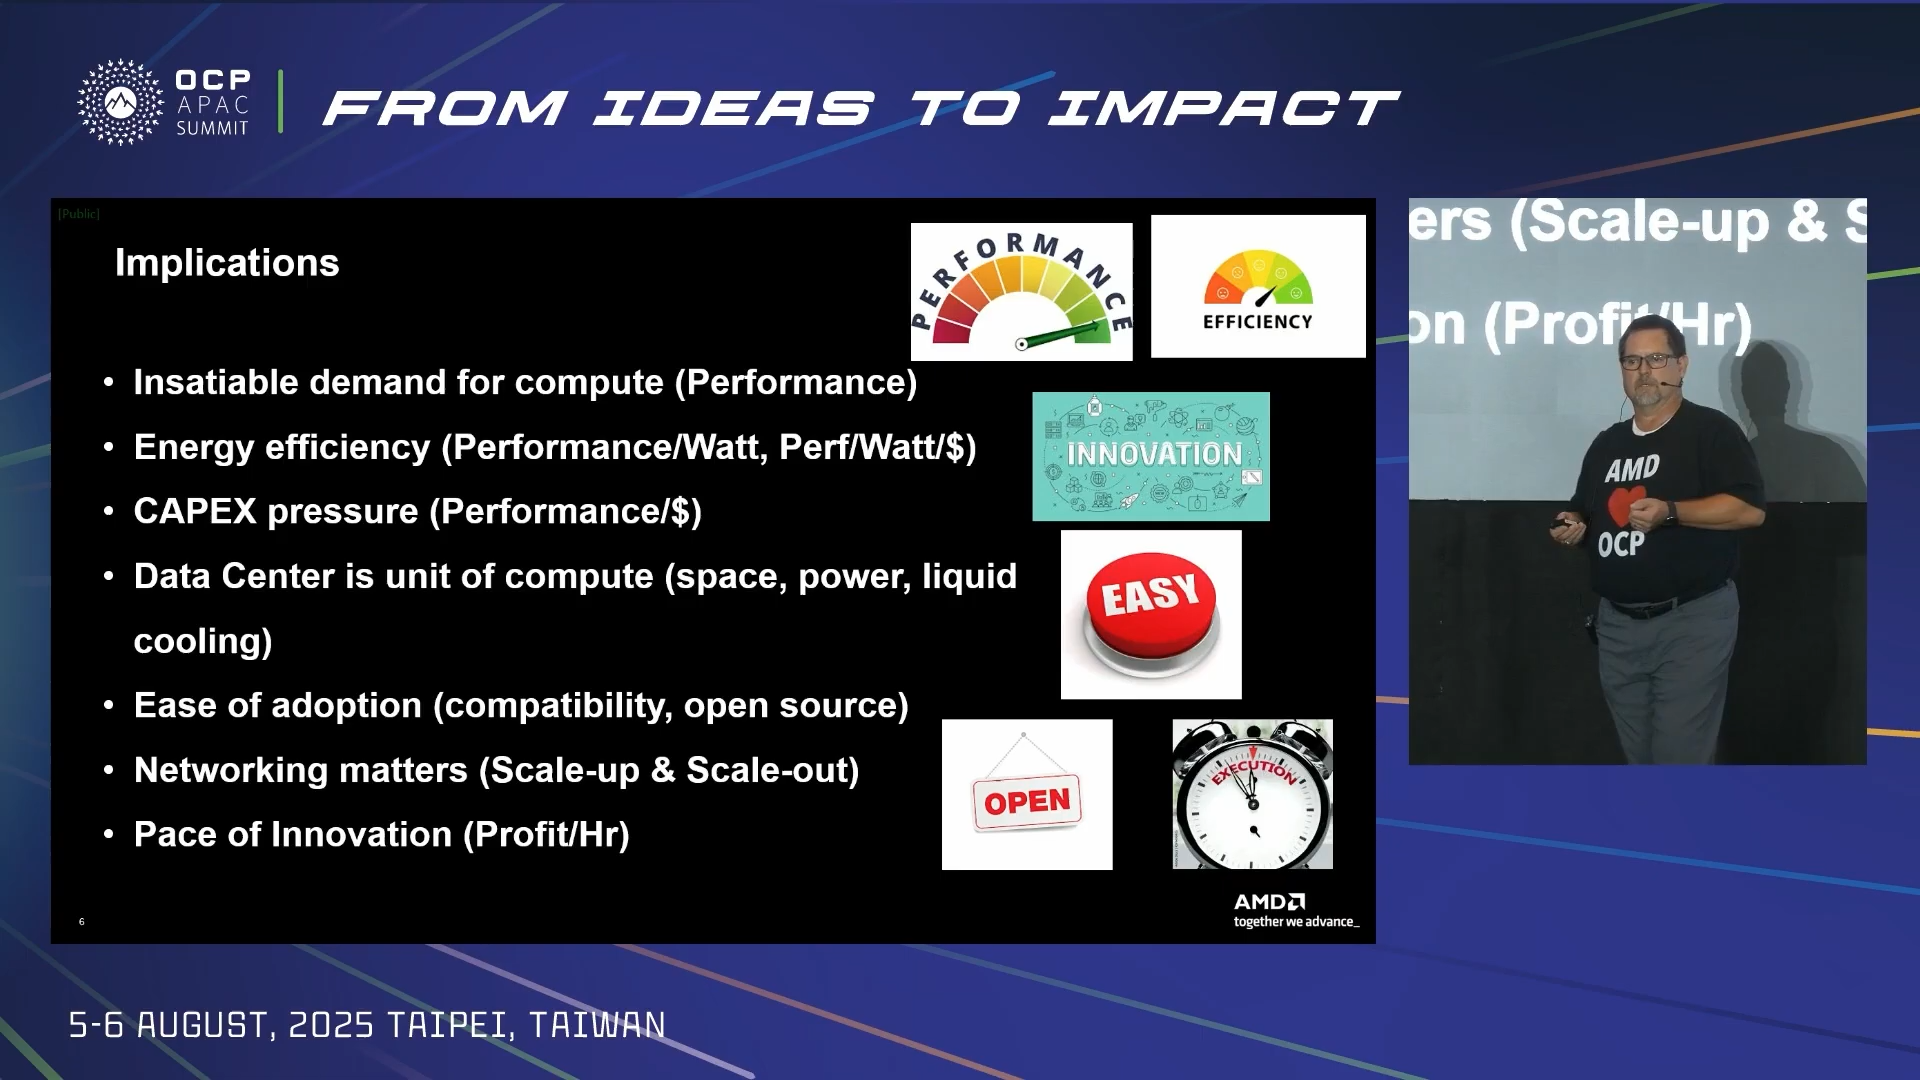 OCP
APAC
SUMMIT
FROM IDEAS TO IMPACT
[Public]
Implications
PERFORMANCE
EFFICIENCY
• Insatiable demand for compute (Performance)
• Energy efficiency (Performance/Watt, Perf/Watt/$)
• CAPEX pressure (Performance/$)
• Data Center is unit of compute (space, power, liquid
cooling)
• Ease of adoption (compatibility, open source)
• Networking matters (Scale-up & Scale-out)
• Pace of Innovation (Profit/Hr)
INNOVATION
EASY
OPEN
EXECUTION
6
AMD
together we advance_
ers (Scale-up & S
on (Profit/Hr)
AMD
OCP
5-6 AUGUST, 2025 TAIPEI, TAIWAN